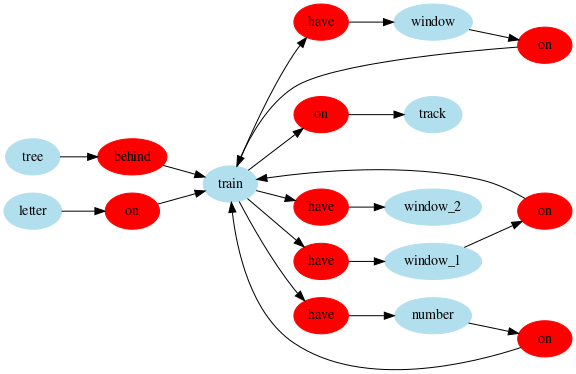 have
window
on
on
track
tree
behind
train
letter
on
have
window_2
on
have
window_1
have
number
on